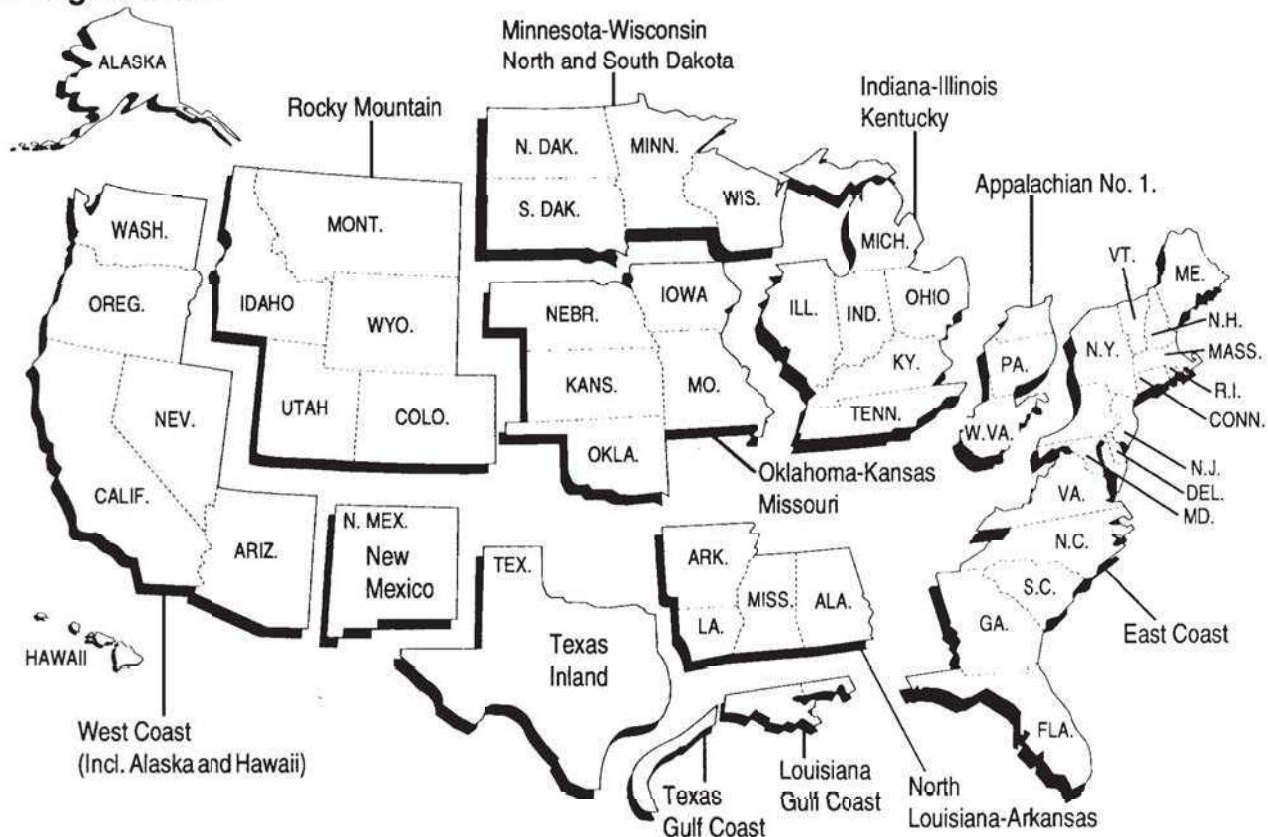 ALASKA
Minnesota-Wisconsin
North and South Dakota
Rocky Mountain
Indiana-Illinois
Kentucky
Appalachian No. 1.
WASH.
OREG.
CALIF.
NEV.
ARIZ.
HAWAII
West Coast
(Incl. Alaska and Hawaii)
MONT.
IDAHO
WYO.
UTAH
COLO.
N. DAK.
S. DAK.
MINN.
WIS.
MICH.
NEBR.
IOWA
KANS.
MO.
OKLA.
Oklahoma-Kansas
Missouri
ILL.
IND.
OHIO
KY.
TENN.
PA.
W.VA.
VT.
ME.
N.H.
N.Y.
MASS.
R.I.
CONN.
N.J.
DEL.
MD.
VA.
N.C.
S.C.
GA.
FLA.
East Coast
N. MEX.
New
Mexico
TEX.
Texas
Inland
ARK.
LA.
MISS.
ALA.
Texas
Gulf Coast
Louisiana
Gulf Coast
North
Louisiana-Arkansas